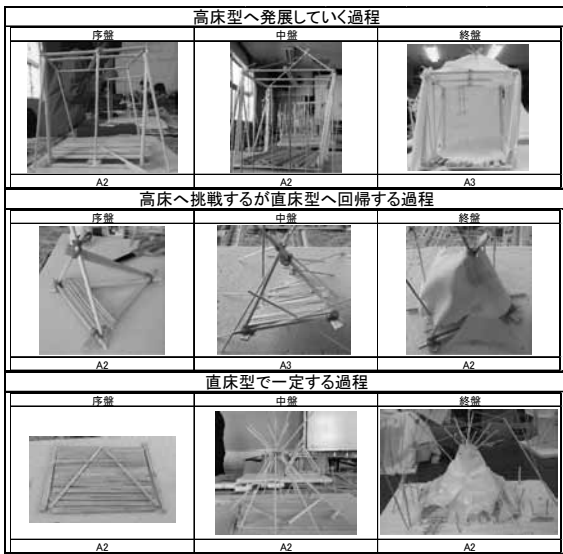 高床型へ発展していく過程
序盤 中盤 終盤
A2 A2 A3
高床へ挑戦するが直床型へ回帰する過程
序盤 中盤 終盤
A2 A3 A2
直床型で一定する過程
序盤 中盤 終盤
A2 A2 A2